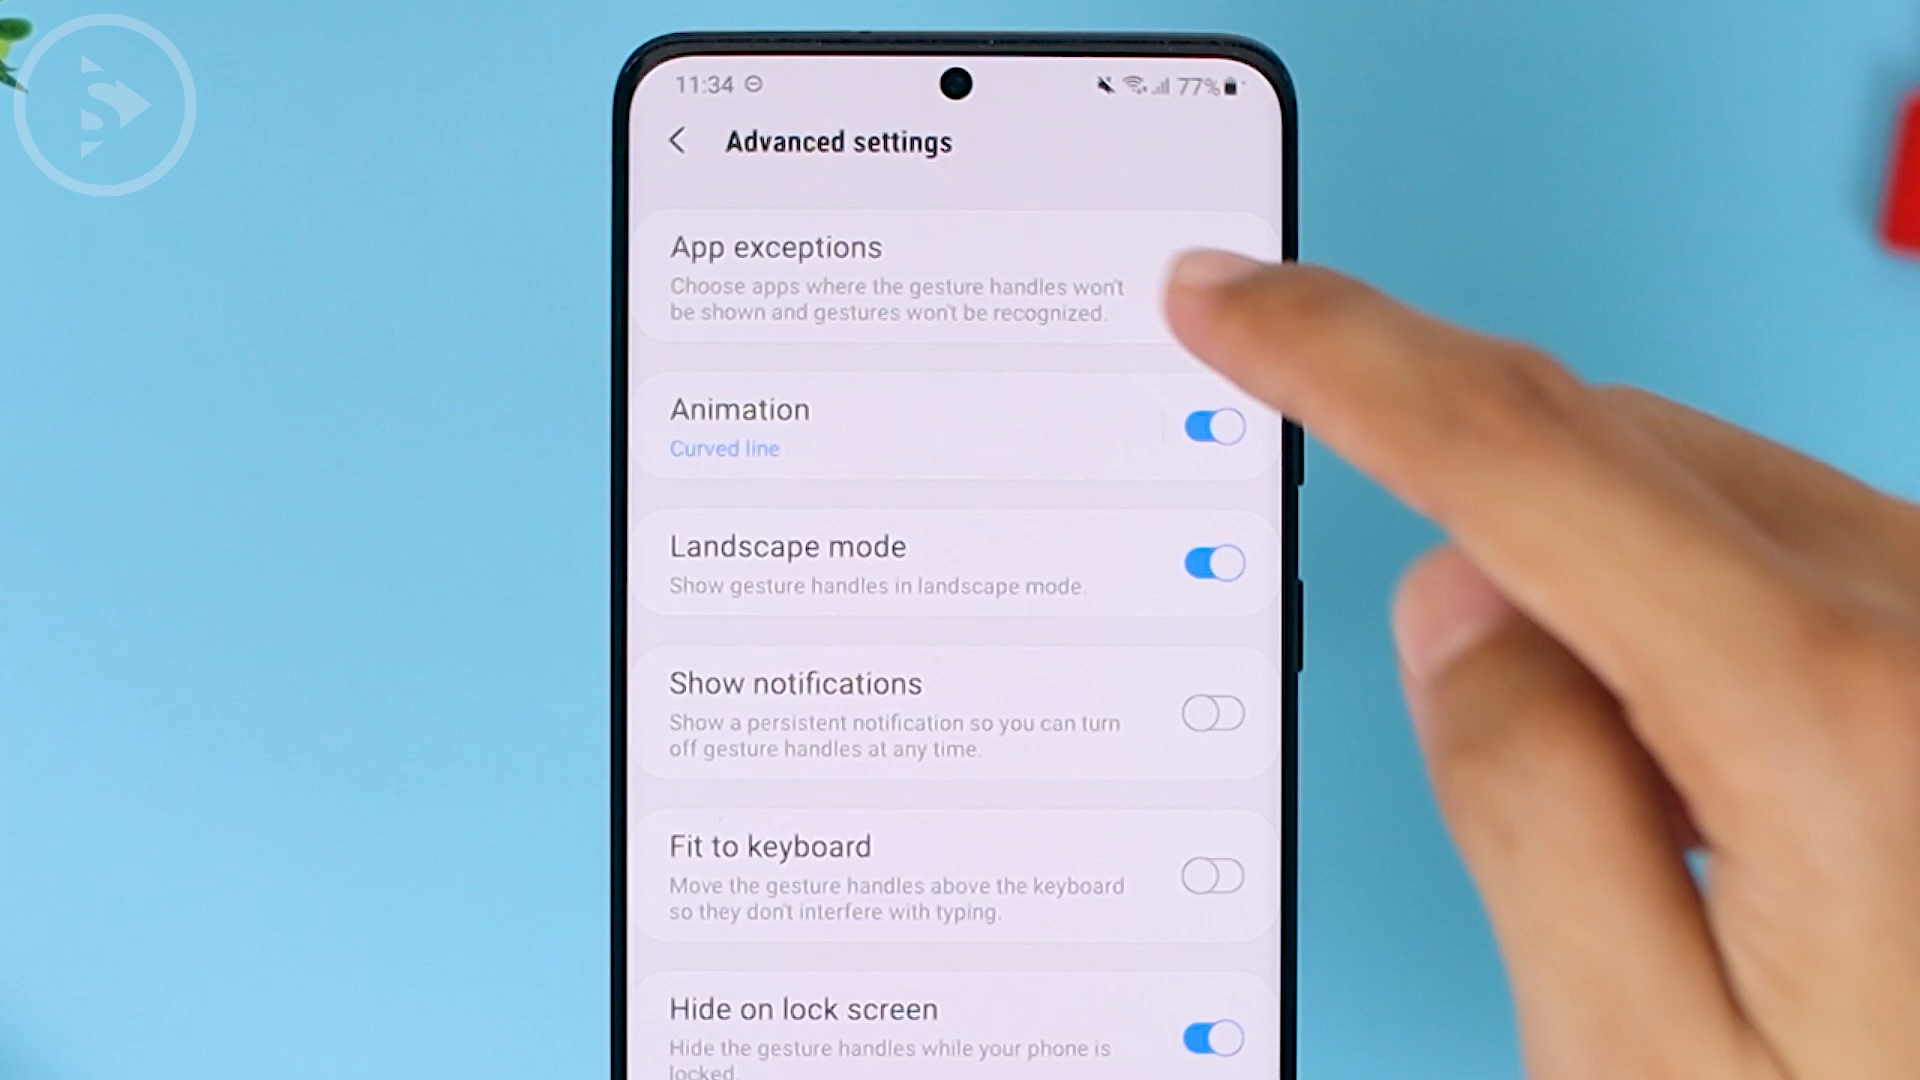 11:34
77%
Advanced settings
App exceptions
Choose apps where the gesture handles won't
be shown and gestures won't be recognized.
Animation
Curved line
Landscape mode
Show gesture handles in landscape mode.
Show notifications
Show a persistent notification so you can turn
off gesture handles at any time.
Fit to keyboard
Move the gesture handles above the keyboard
so they don't interfere with typing.
Hide on lock screen
Hide the gesture handles while your phone is
locked.